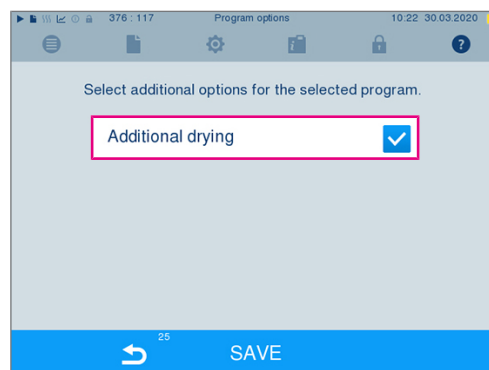 376 : 117 Program options 10:22 30.03.2020
?
Select additional options for the selected program.
Additional drying
25
SAVE